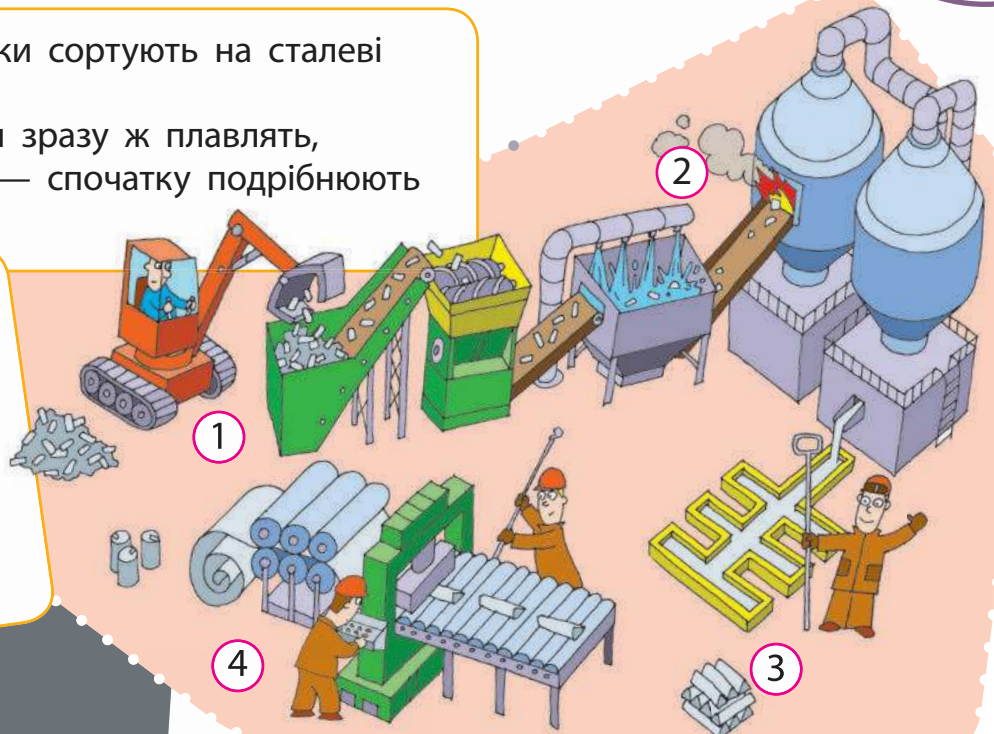 ки сортують на сталеві
зразу ж плавлять,
— спочатку подрібнюють
1
2
3
4